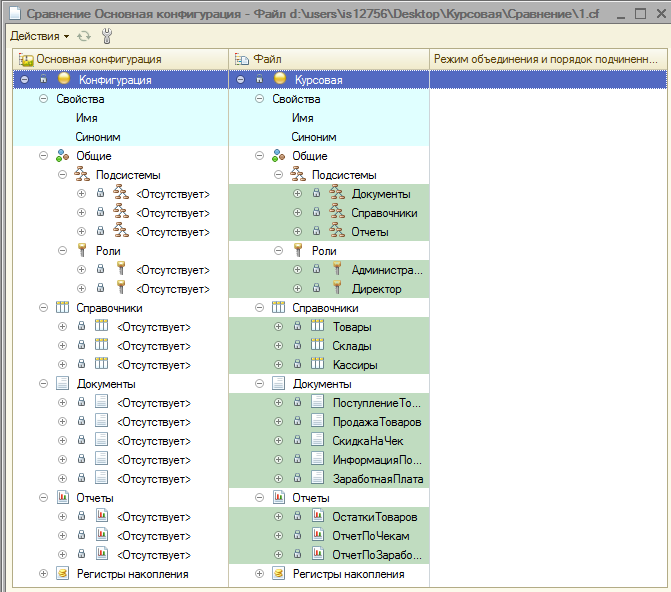 Сравнение Основная конфигурация - Файл d:\users\is12756\Desktop\Курсовая\Сравнение\1.cf
Действия
Основная конфигурация Файл Режим объединения и порядок подчиненн...
Конфигурация Курсовая
Свойства Свойства
Имя Имя
Синоним Синоним
Общие Общие
Подсистемы Подсистемы
<Отсутствует> Документы
<Отсутствует> Справочники
<Отсутствует> Отчеты
Роли Роли
<Отсутствует> Администра...
<Отсутствует> Директор
Справочники Справочники
<Отсутствует> Товары
<Отсутствует> Склады
<Отсутствует> Кассиры
Документы Документы
<Отсутствует> ПоступлениеТо...
<Отсутствует> ПродажаТоваров
<Отсутствует> СкидкаНаЧек
<Отсутствует> ИнформацияПо...
<Отсутствует> ЗаработнаяПлата
Отчеты Отчеты
<Отсутствует> ОстаткиТоваров
<Отсутствует> ОтчетПоЧекам
<Отсутствует> ОтчетПоЗарабо...
Регистры накопления Регистры накопления